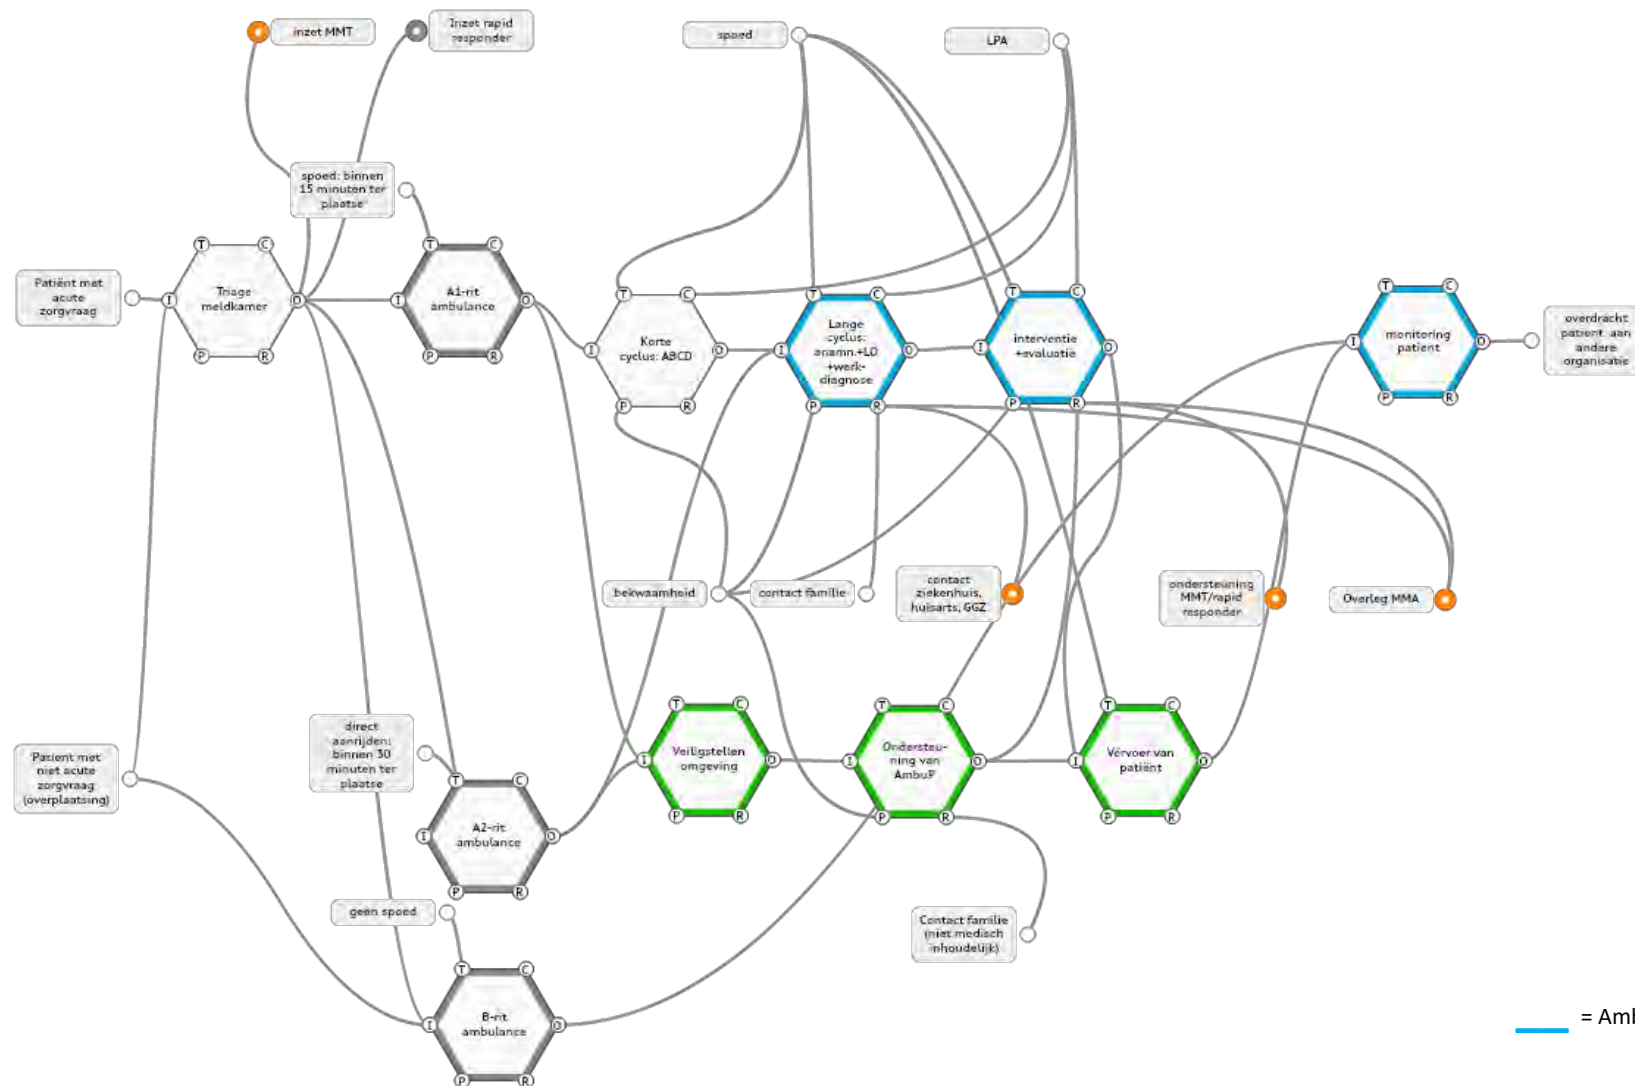 inzet MMT
Inzet rapid
responder
spoed
LPA
spoed: binnen
15 minuten ter
plaatse
Patiënt met
acute
zorgvraag
T C
Triage
meldkamer
I O
P R
T C
A1-rit
ambulance
I O
P R
T C
Korte
cyclus: ABCD
I O
P R
T C
Lange
cyclus:
anamn.+LO
+werk-
diagnose
I O
P R
T C
interventie
+evaluatie
I O
P R
T C
monitoring
patient
I O
P R
overdracht
patient aan
andere
organisatie
bekwaamheid
contact familie
contact
ziekenhuis,
huisarts, GGZ
ondersteuning
MMT/rapid
responder
Overleg MMA
Patient met
niet acute
zorgvraag
(overplaatsing)
direct
aanrijden:
binnen 30
minuten ter
plaatse
T C
Veiligstellen
omgeving
I O
P R
T C
Ondersteu-
ning van
AmbuP
I O
P R
T C
Vervoer van
patiënt
I O
P R
T C
A2-rit
ambulance
I O
P R
geen spoed
Contact familie
(niet medisch
inhoudelijk)
T C
B-rit
ambulance
I O
P R
= Amb